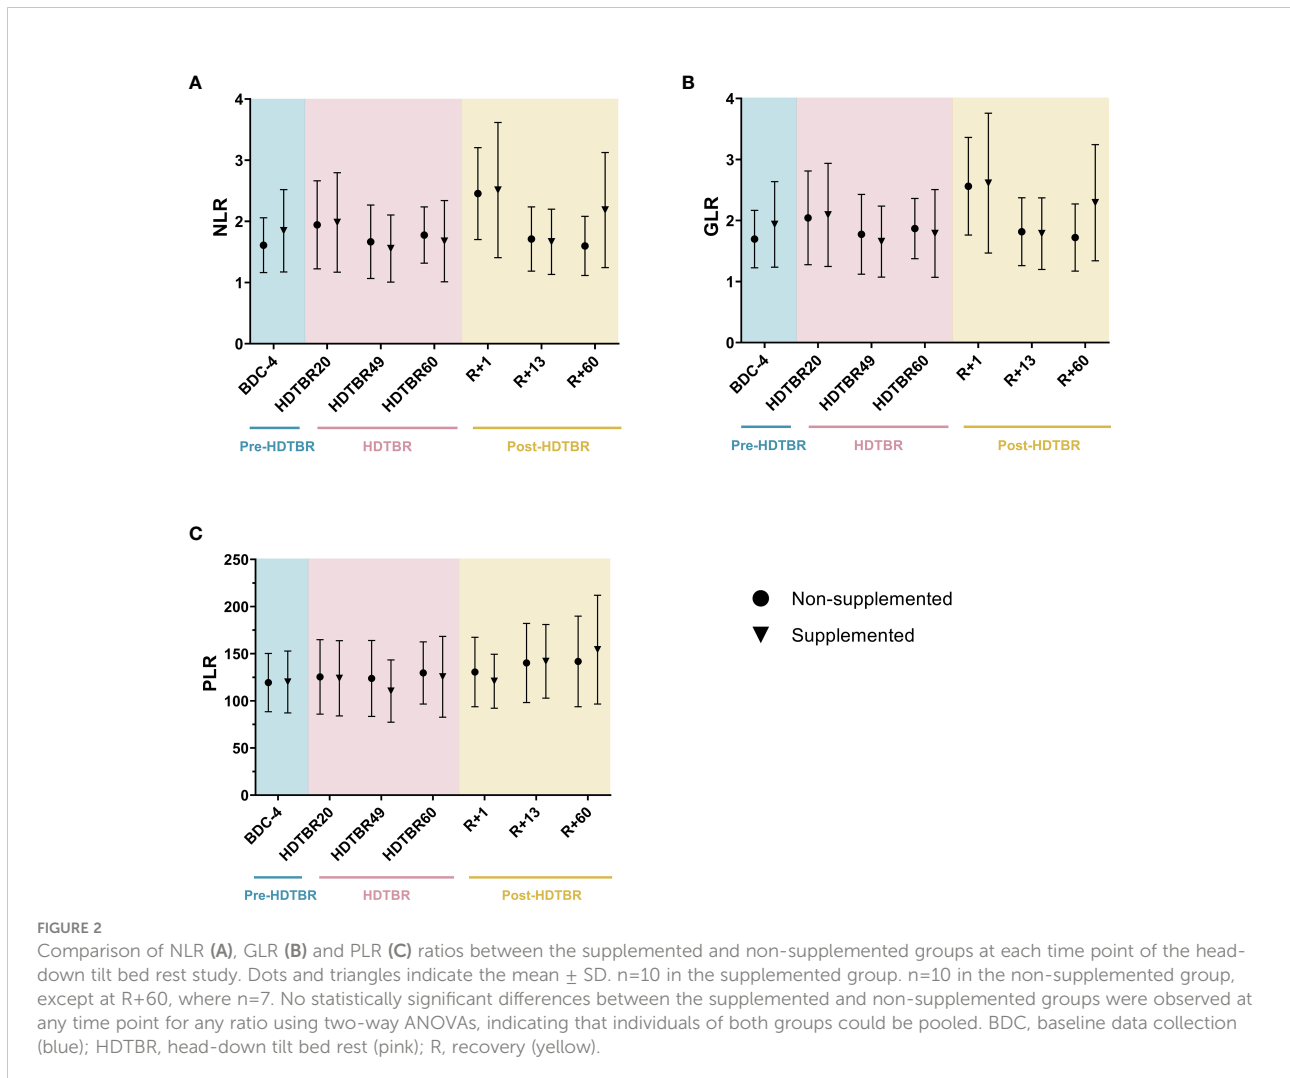 A
NLR
4
3
2
1
0
BDC-4
HDTBR20
HDTBR49
HDTBR60
R+1
R+13
R+60
Pre-HDTBR
HDTBR
Post-HDTBR
B
GLR
4
3
2
1
0
BDC-4
HDTBR20
HDTBR49
HDTBR60
R+1
R+13
R+60
Pre-HDTBR
HDTBR
Post-HDTBR
C
PLR
250
200
150
100
50
0
BDC-4
HDTBR20
HDTBR49
HDTBR60
R+1
R+13
R+60
Pre-HDTBR
HDTBR
Post-HDTBR
Non-supplemented
Supplemented
FIGURE 2
Comparison of NLR (A), GLR (B) and PLR (C) ratios between the supplemented and non-supplemented groups at each time point of the head-
down tilt bed rest study. Dots and triangles indicate the mean ± SD. n=10 in the supplemented group. n=10 in the non-supplemented group,
except at R+60, where n=7. No statistically significant differences between the supplemented and non-supplemented groups were observed at
any time point for any ratio using two-way ANOVAs, indicating that individuals of both groups could be pooled. BDC, baseline data collection
(blue); HDTBR, head-down tilt bed rest (pink); R, recovery (yellow).